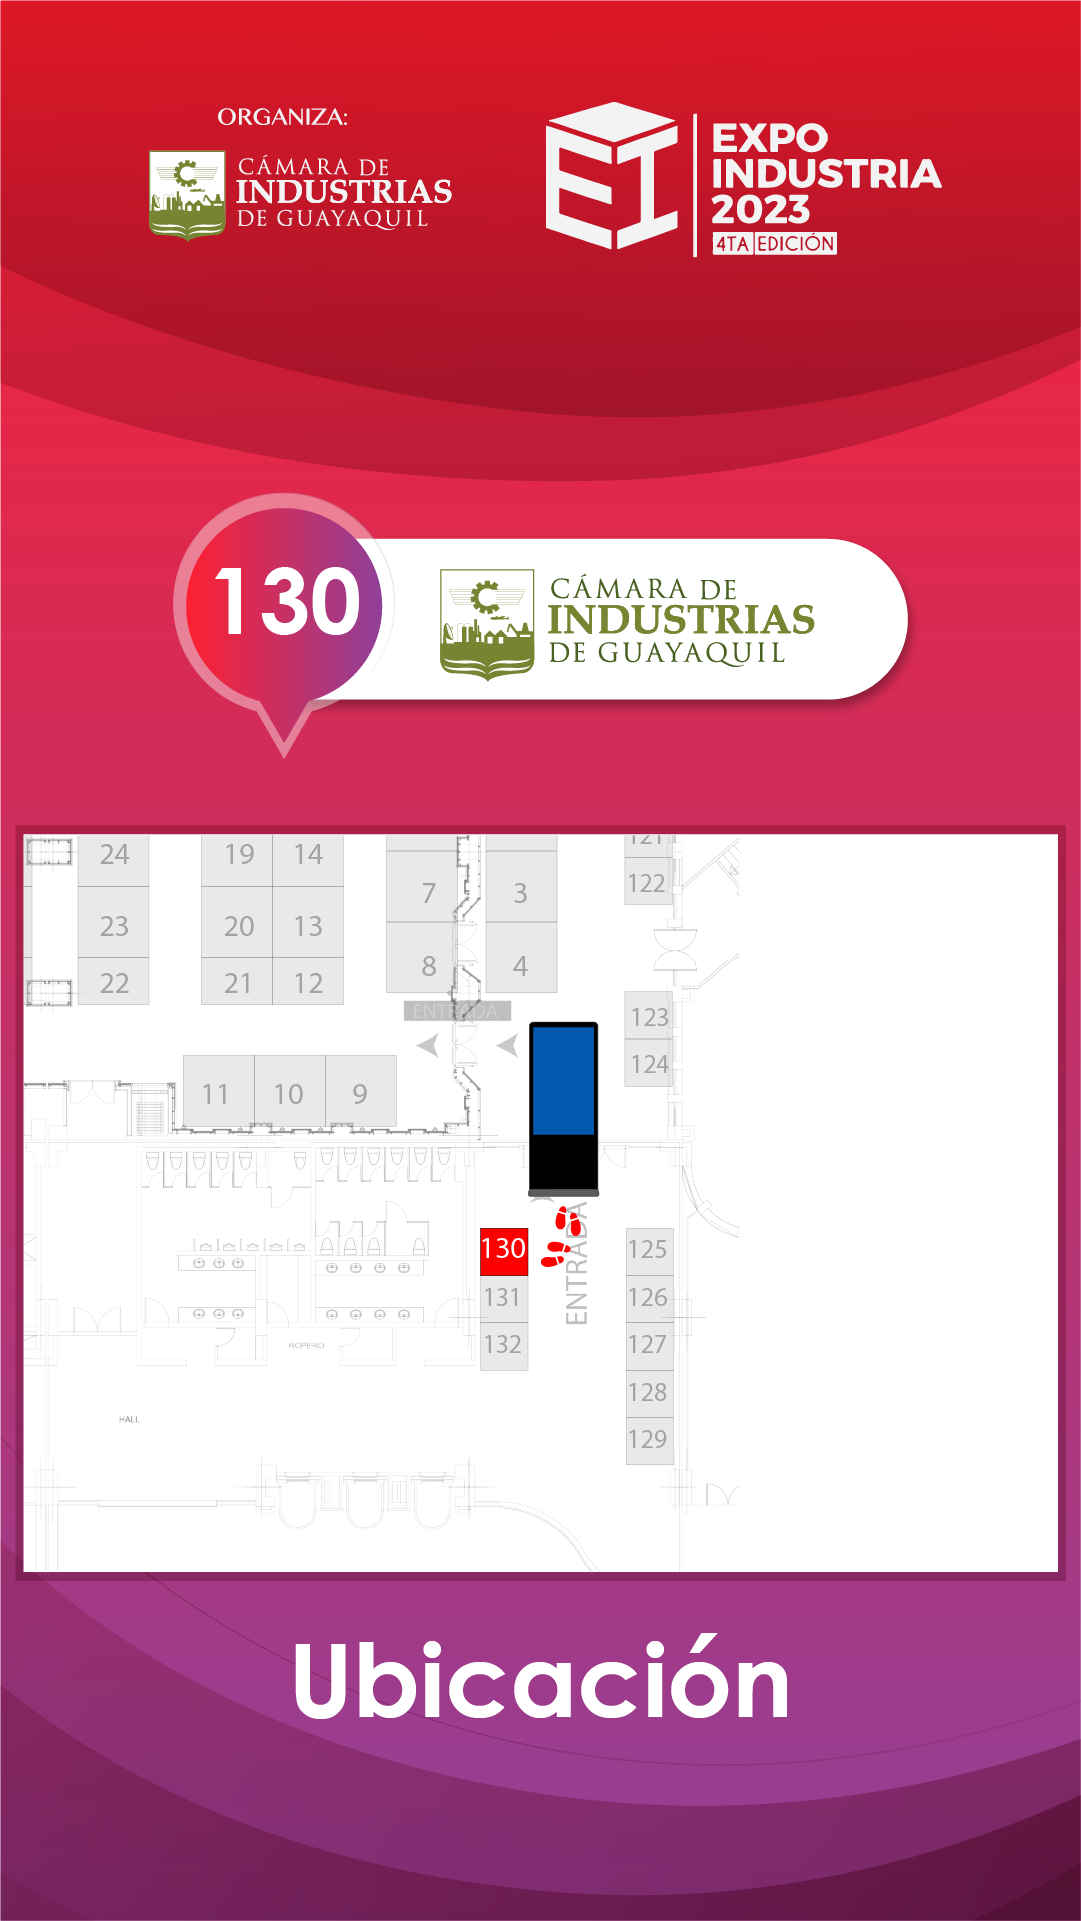 ORGANIZA:
CÁMARA DE
INDUSTRIAS
DE GUAYAQUIL
EI
EXPO
INDUSTRIA
2023
4TA EDICIÓN
130
CÁMARA DE
INDUSTRIAS
DE GUAYAQUIL
24 19 14 121
7 3 122
23 20 13
22 21 12 8 4
ENTRADA
123
124
11 10 9
ENTRADA
130 125
131 126
132 127
ROPERO
128
HALL
129
Ubicación